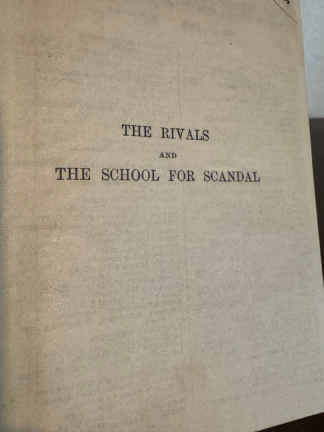 THE RIVALS
AND
THE SCHOOL FOR SCANDAL